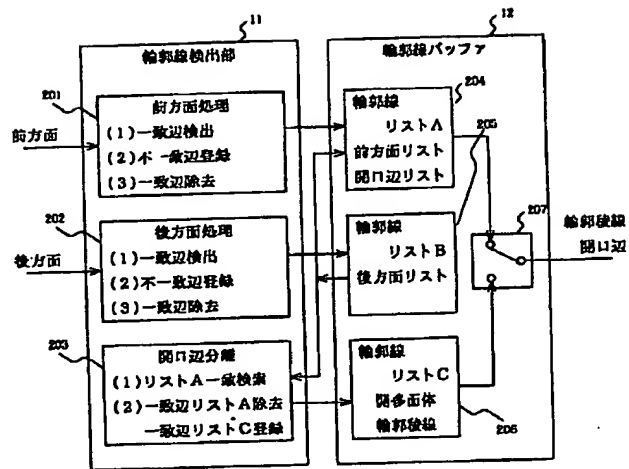 11
12
輪郭線検出部
輪郭線バッファ
201
前方面処理
(1)一致辺検出
(2)不一致辺登録
(3)一致辺除去
前方面
204
輪郭線
リストA
前方面リスト
開口辺リスト
205
202
後方面処理
(1)一致辺検出
(2)不一致辺登録
(3)一致辺除去
後方面
輪郭線
リストB
後方面リスト
207
輪郭稜線
開口辺
203
開口辺分離
(1)リストA一致検索
(2)一致辺リストA除去
一致辺リストC登録
輪郭線
リストC
開多面体
輪郭稜線
206